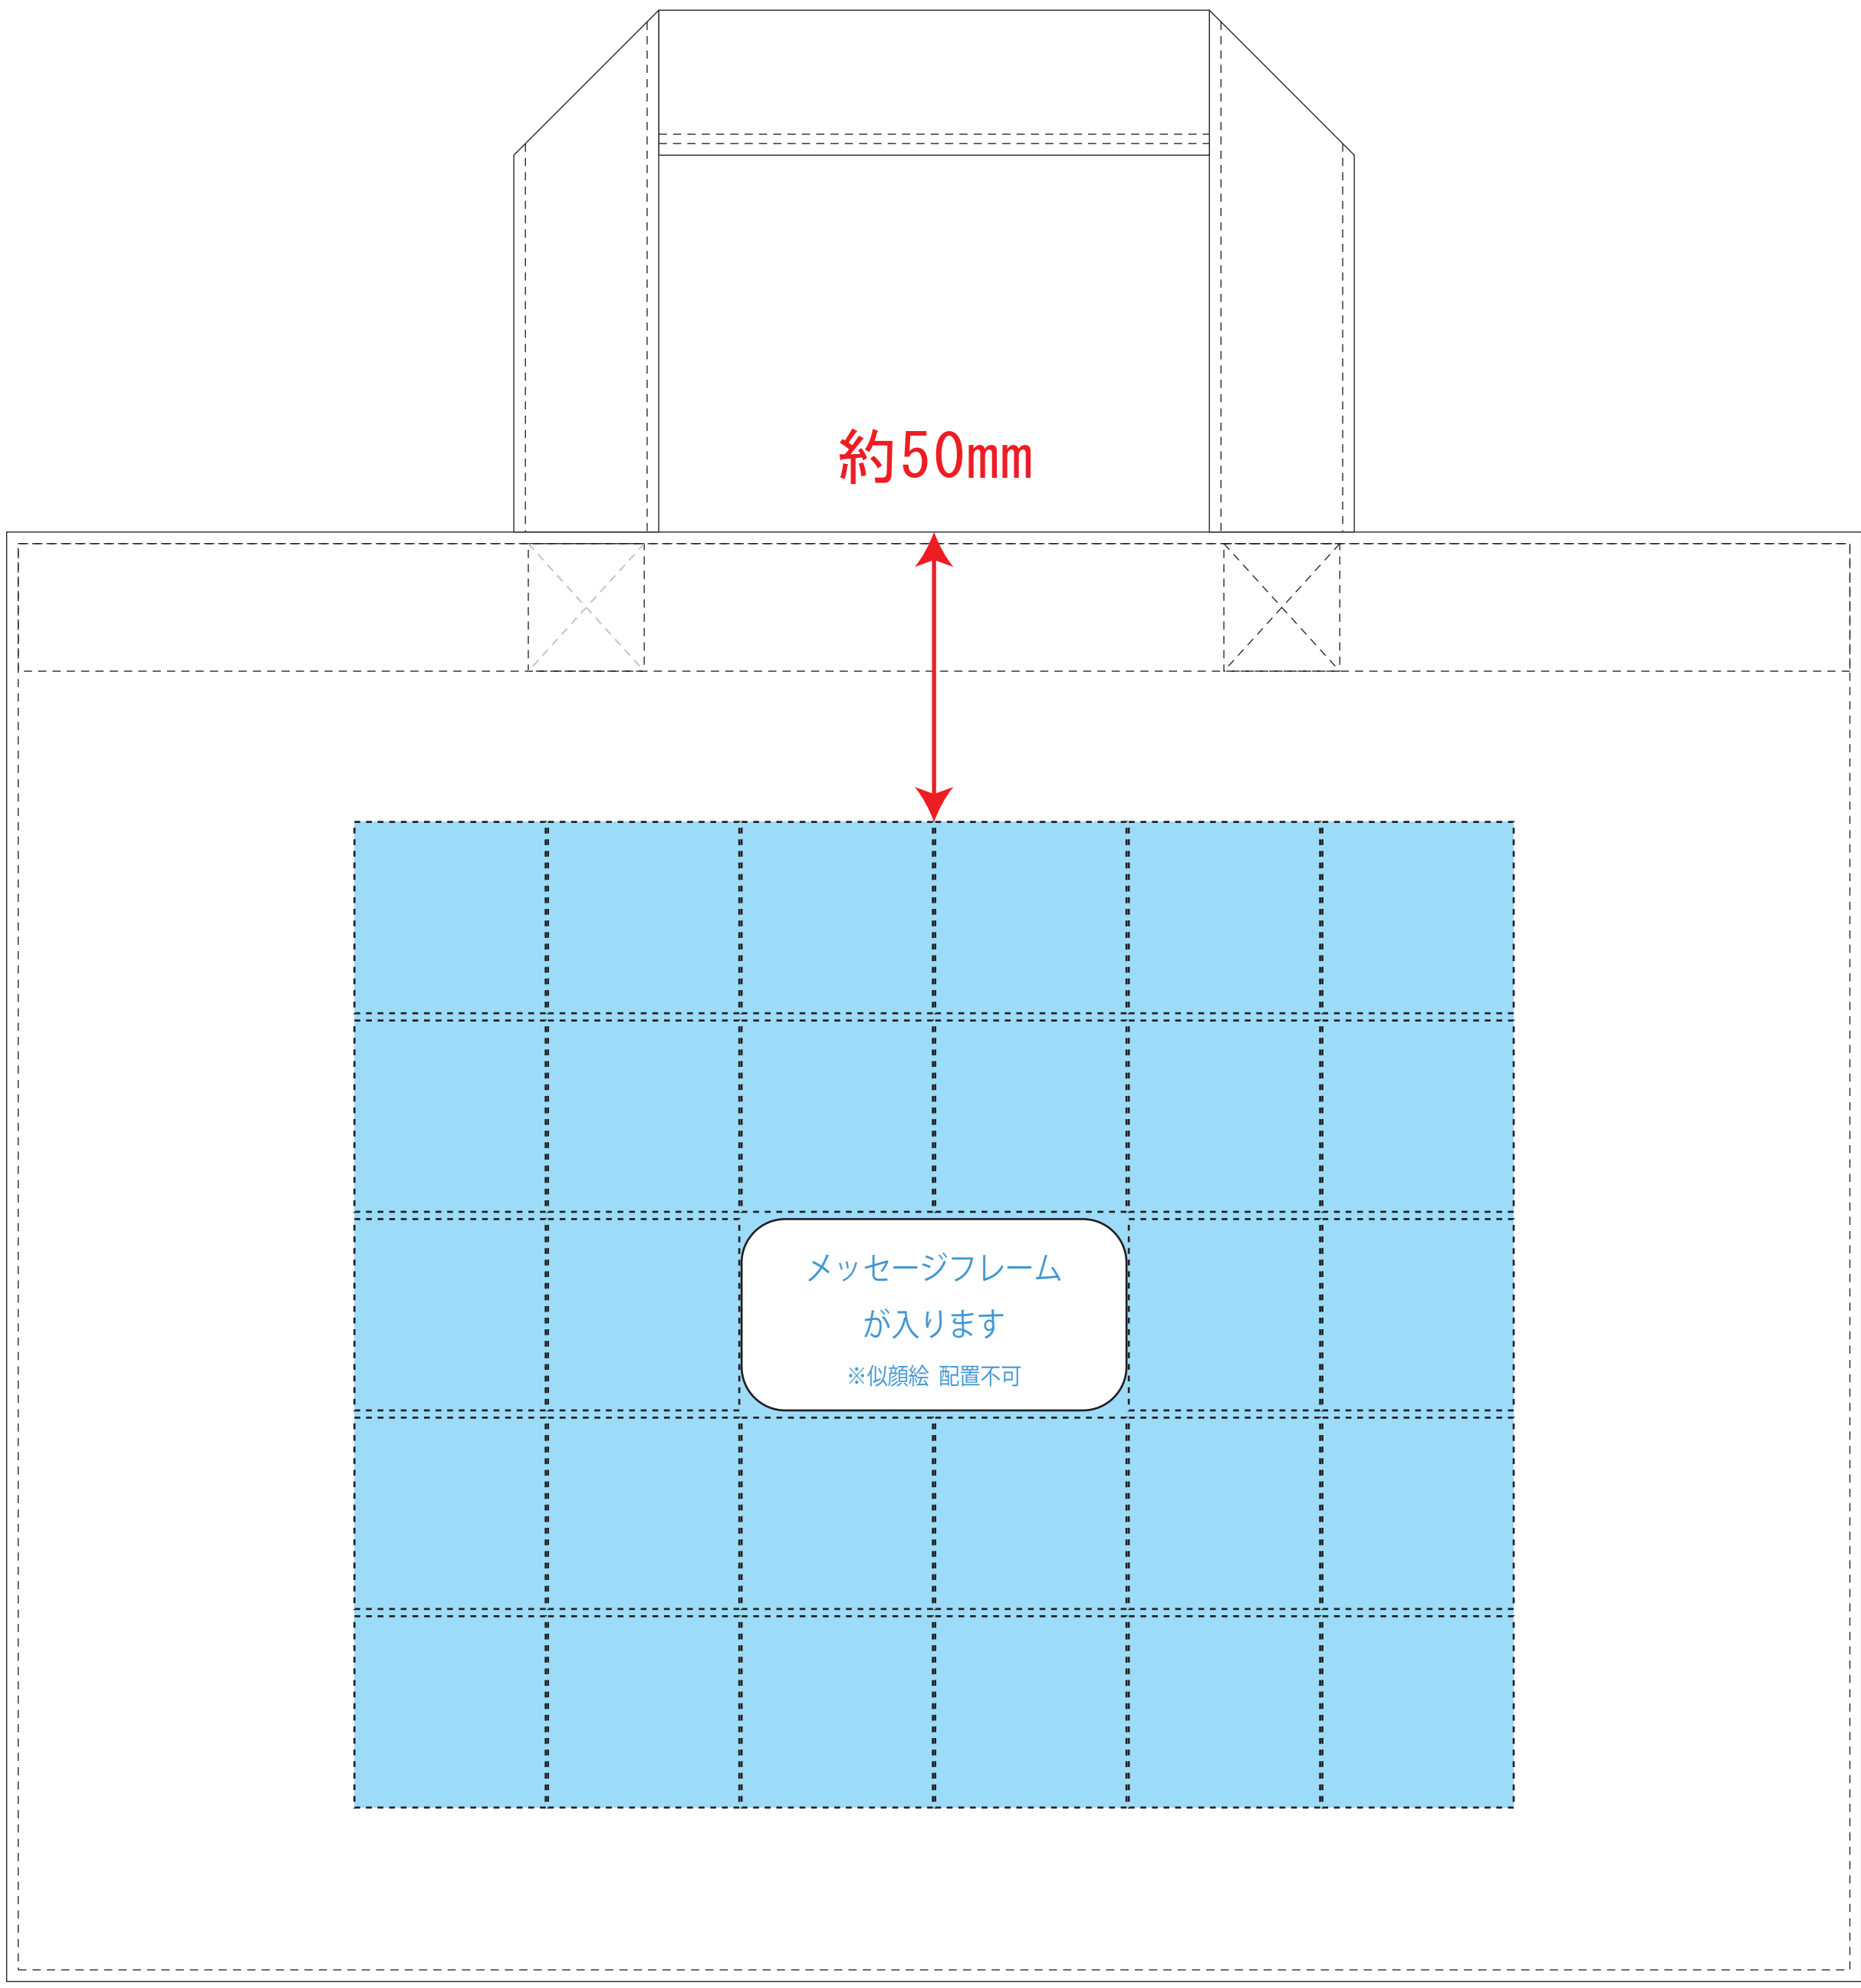 約50mm
メッセージフレーム
が入ります
※似顔絵 配置不可